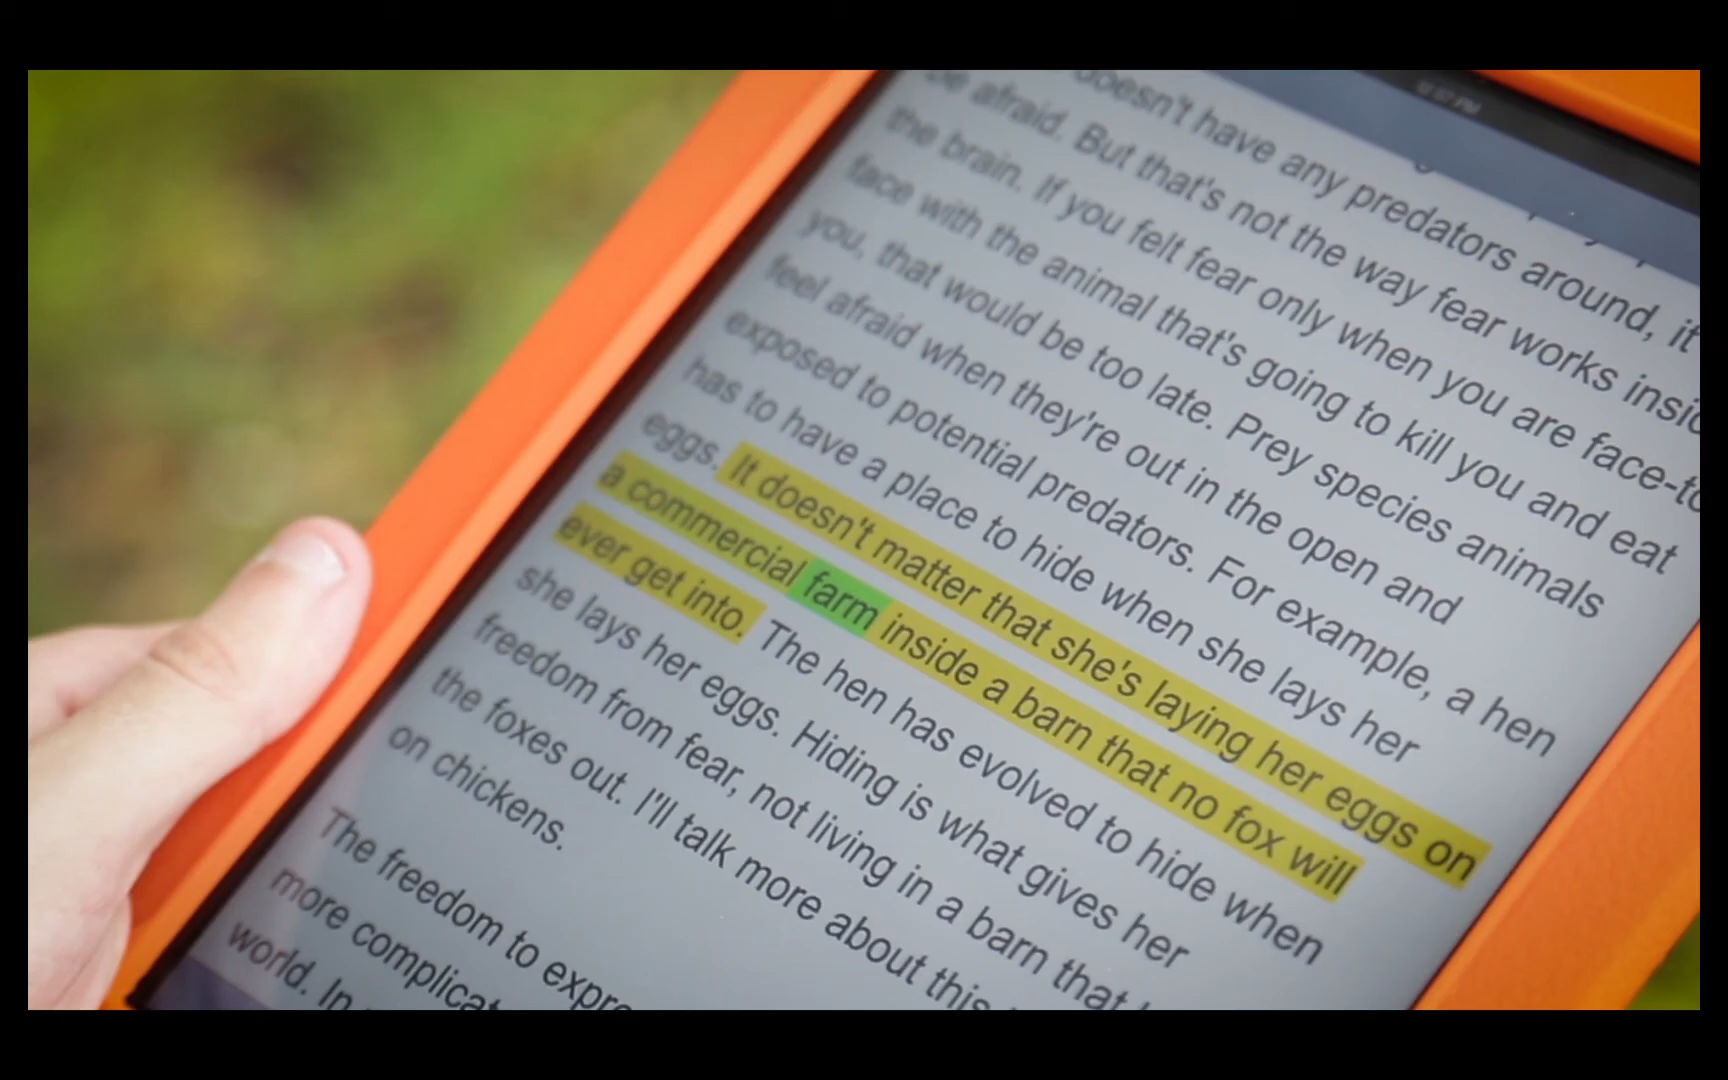 doesn't have any predators around, it
be afraid. But that's not the way fear works insid
the brain. If you felt fear only when you are face-to
face with the animal that's going to kill you and eat
you, that would be too late. Prey species animals
feel afraid when they're out in the open and
exposed to potential predators. For example, a hen
has to have a place to hide when she lays her
eggs. It doesn't matter that she's laying her eggs on
a commercial farm inside a barn that no fox will
ever get into. The hen has evolved to hide when
she lays her eggs. Hiding is what gives her
freedom from fear, not living in a barn that
the foxes out. I'll talk more about this
on chickens.
The freedom to expre
more complicat
world. In